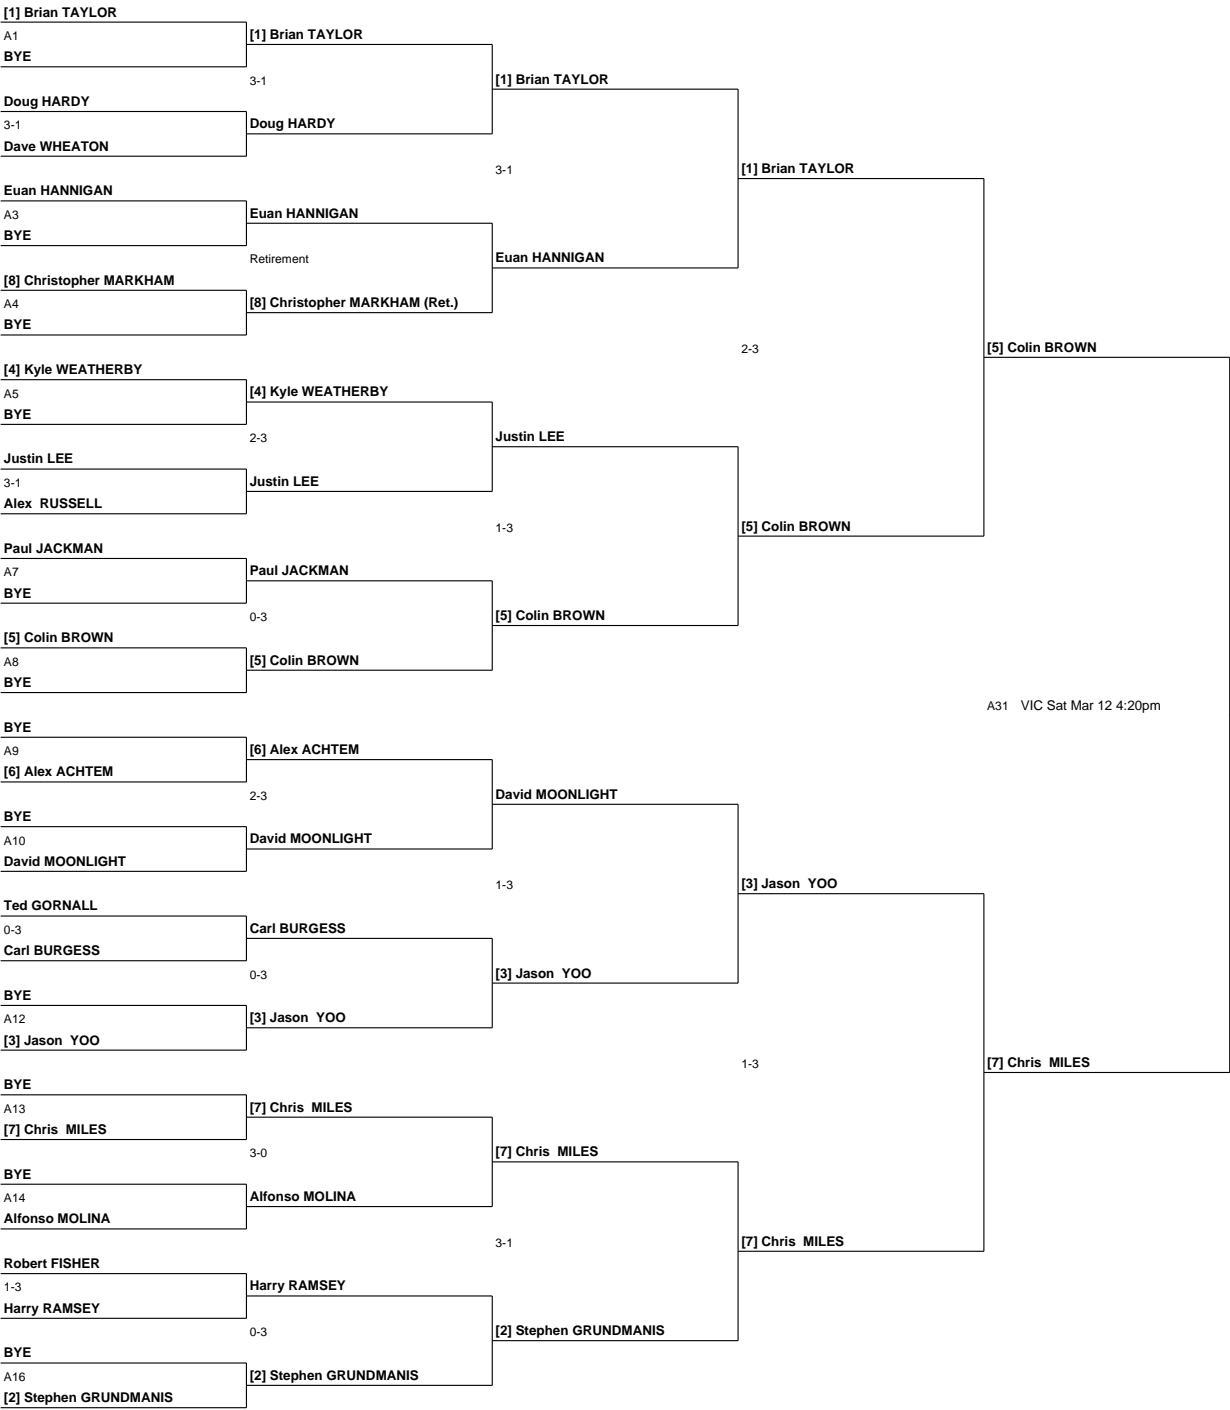 [1] Brian TAYLOR
A1
BYE
Doug HARDY
3-1
Dave WHEATON
Euan HANNIGAN
A3
BYE
[8] Christopher MARKHAM
A4
BYE
[4] Kyle WEATHERBY
A5
BYE
Justin LEE
3-1
Alex RUSSELL
Paul JACKMAN
A7
BYE
[5] Colin BROWN
A8
BYE
BYE
A9
[6] Alex ACHTEM
BYE
A10
David MOONLIGHT
Ted GORNALL
0-3
Carl BURGESS
BYE
A12
[3] Jason YOO
BYE
A13
[7] Chris MILES
BYE
A14
Alfonso MOLINA
Robert FISHER
1-3
Harry RAMSEY
BYE
A16
[2] Stephen GRUNDMANIS
[1] Brian TAYLOR
3-1
Doug HARDY
Euan HANNIGAN
Retirement
[8] Christopher MARKHAM (Ret.)
[4] Kyle WEATHERBY
2-3
Justin LEE
Paul JACKMAN
0-3
[5] Colin BROWN
[6] Alex ACHTEM
2-3
David MOONLIGHT
Carl BURGESS
0-3
[3] Jason YOO
[7] Chris MILES
3-0
Alfonso MOLINA
Harry RAMSEY
0-3
[2] Stephen GRUNDMANIS
[1] Brian TAYLOR
3-1
Euan HANNIGAN
Justin LEE
1-3
[5] Colin BROWN
David MOONLIGHT
1-3
[3] Jason YOO
[7] Chris MILES
3-1
[2] Stephen GRUNDMANIS
[1] Brian TAYLOR
2-3
[5] Colin BROWN
[3] Jason YOO
1-3
[7] Chris MILES
[5] Colin BROWN
A31 VIC Sat Mar 12 4:20pm
[7] Chris MILES